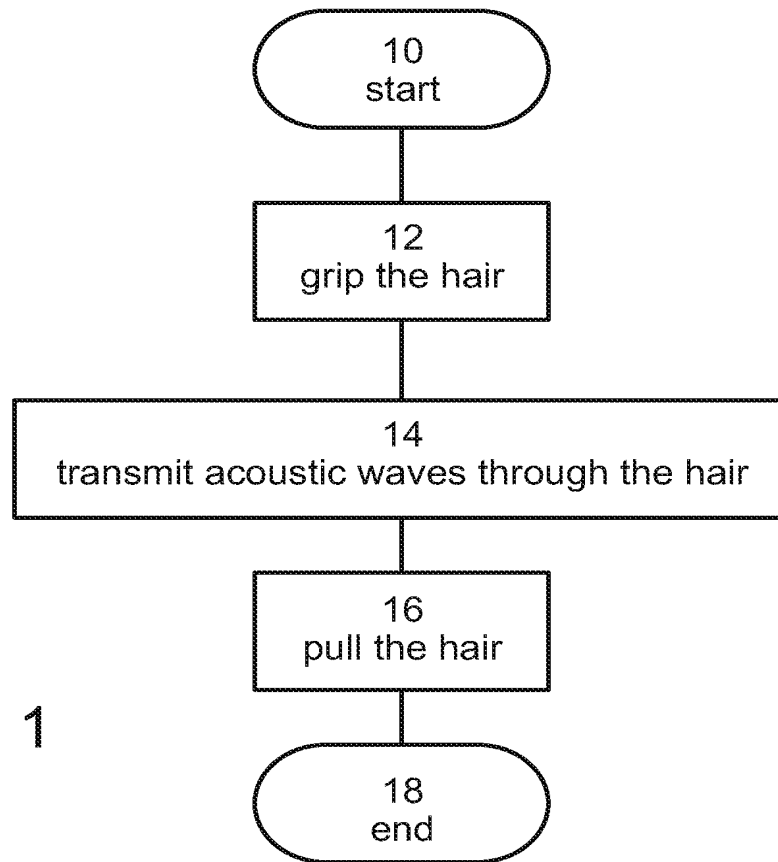 10
start
12
grip the hair
14
transmit acoustic waves through the hair
16
pull the hair
1
18
end